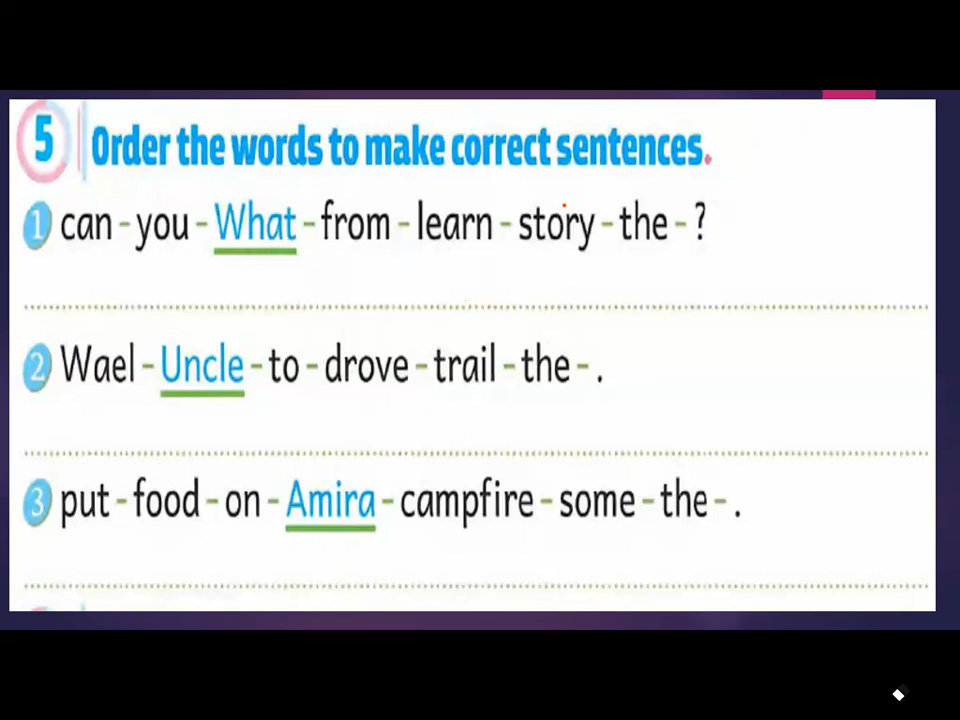 5 Order the words to make correct sentences.
1 can - you - What - from - learn - story - the - ?
2 Wael - Uncle - to - drove - trail - the - .
3 put - food - on - Amira - campfire - some - the - .